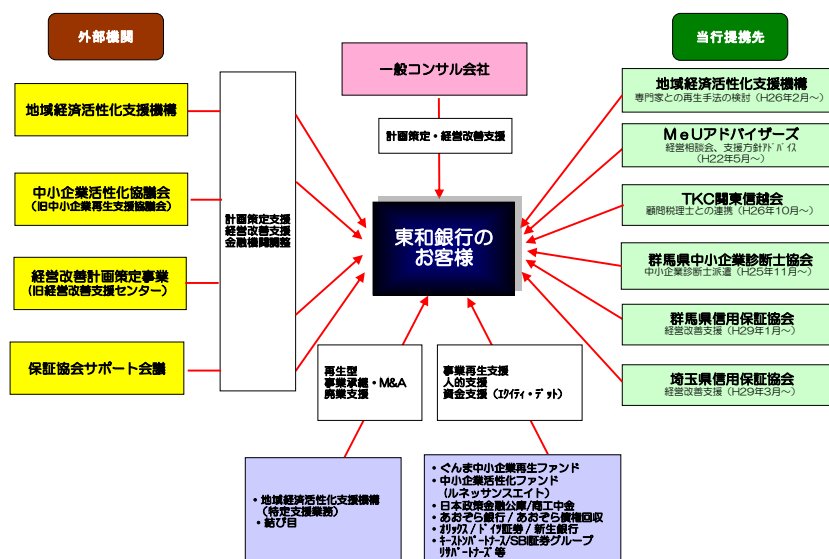 外部機関
当行提携先
一般コンサル会社
計画策定・経営改善支援
地域経済活性化支援機構
中小企業活性化協議会
(旧中小企業再生支援協議会)
経営改善計画策定事業
(旧経営改善支援センター)
保証協会サポート会議
計画策定支援
経営改善支援
金融機関調整
東和銀行の
お客様
地域経済活性化支援機構
専門家との再生手法の検討（H26年2月～）
ＭｅＵアドバイザーズ
経営相談会、支援方針ｱﾄﾞﾊﾞｲｽ
（H22年5月～）
TKC関東信越会
顧問税理士との連携（H26年10月～）
群馬県中小企業診断士協会
中小企業診断士派遣（H25年11月～）
群馬県信用保証協会
経営改善支援（H29年1月～）
埼玉県信用保証協会
経営改善支援（H29年3月～）
再生型
事業承継・M&A
廃業支援
事業再生支援
人的支援
資金支援（ｴｸｲﾃｨ・ﾃﾞｯﾄ）
・地域経済活性化支援機構
（特定支援業務）
・結び目
・ぐんま中小企業再生ファンド
・中小企業活性化ファンド
（ルネッサンスエイト）
・日本政策金融公庫/商工中金
・あおぞら銀行 / あおぞら債権回収
・ｵﾘｯｸｽ / ﾄﾞｲﾂ証券 / 新生銀行
・ｷｰｽﾄﾝﾊﾟｰﾄﾅｰｽ/SBI証券グループ
ﾘｻﾊﾟｰﾄﾅｰｽﾞ 等